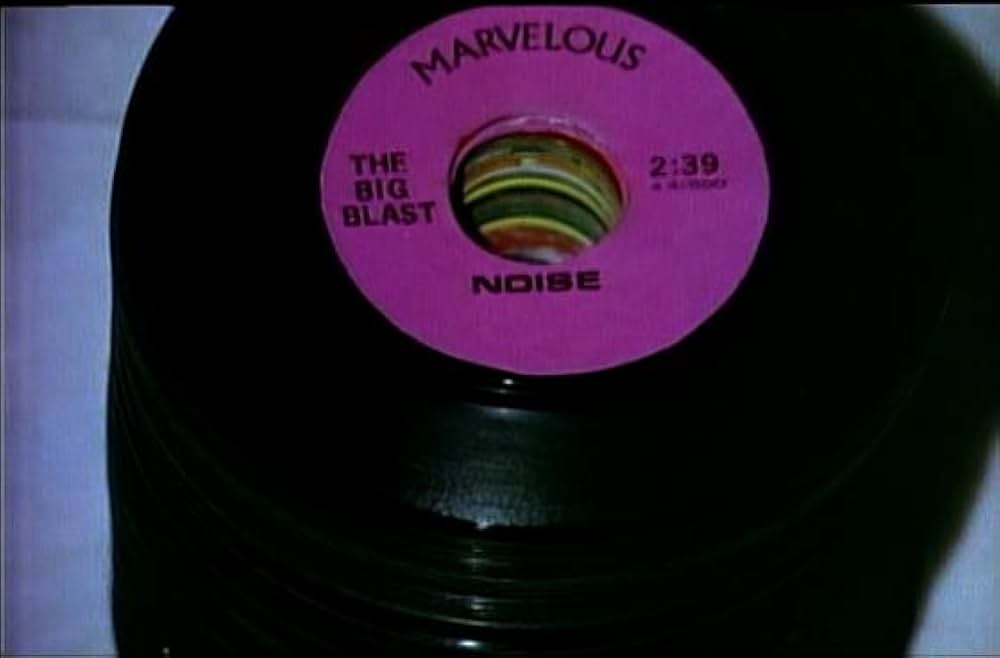 MARVELOUS
THE
BIG
BLAST
2:39
NOISE